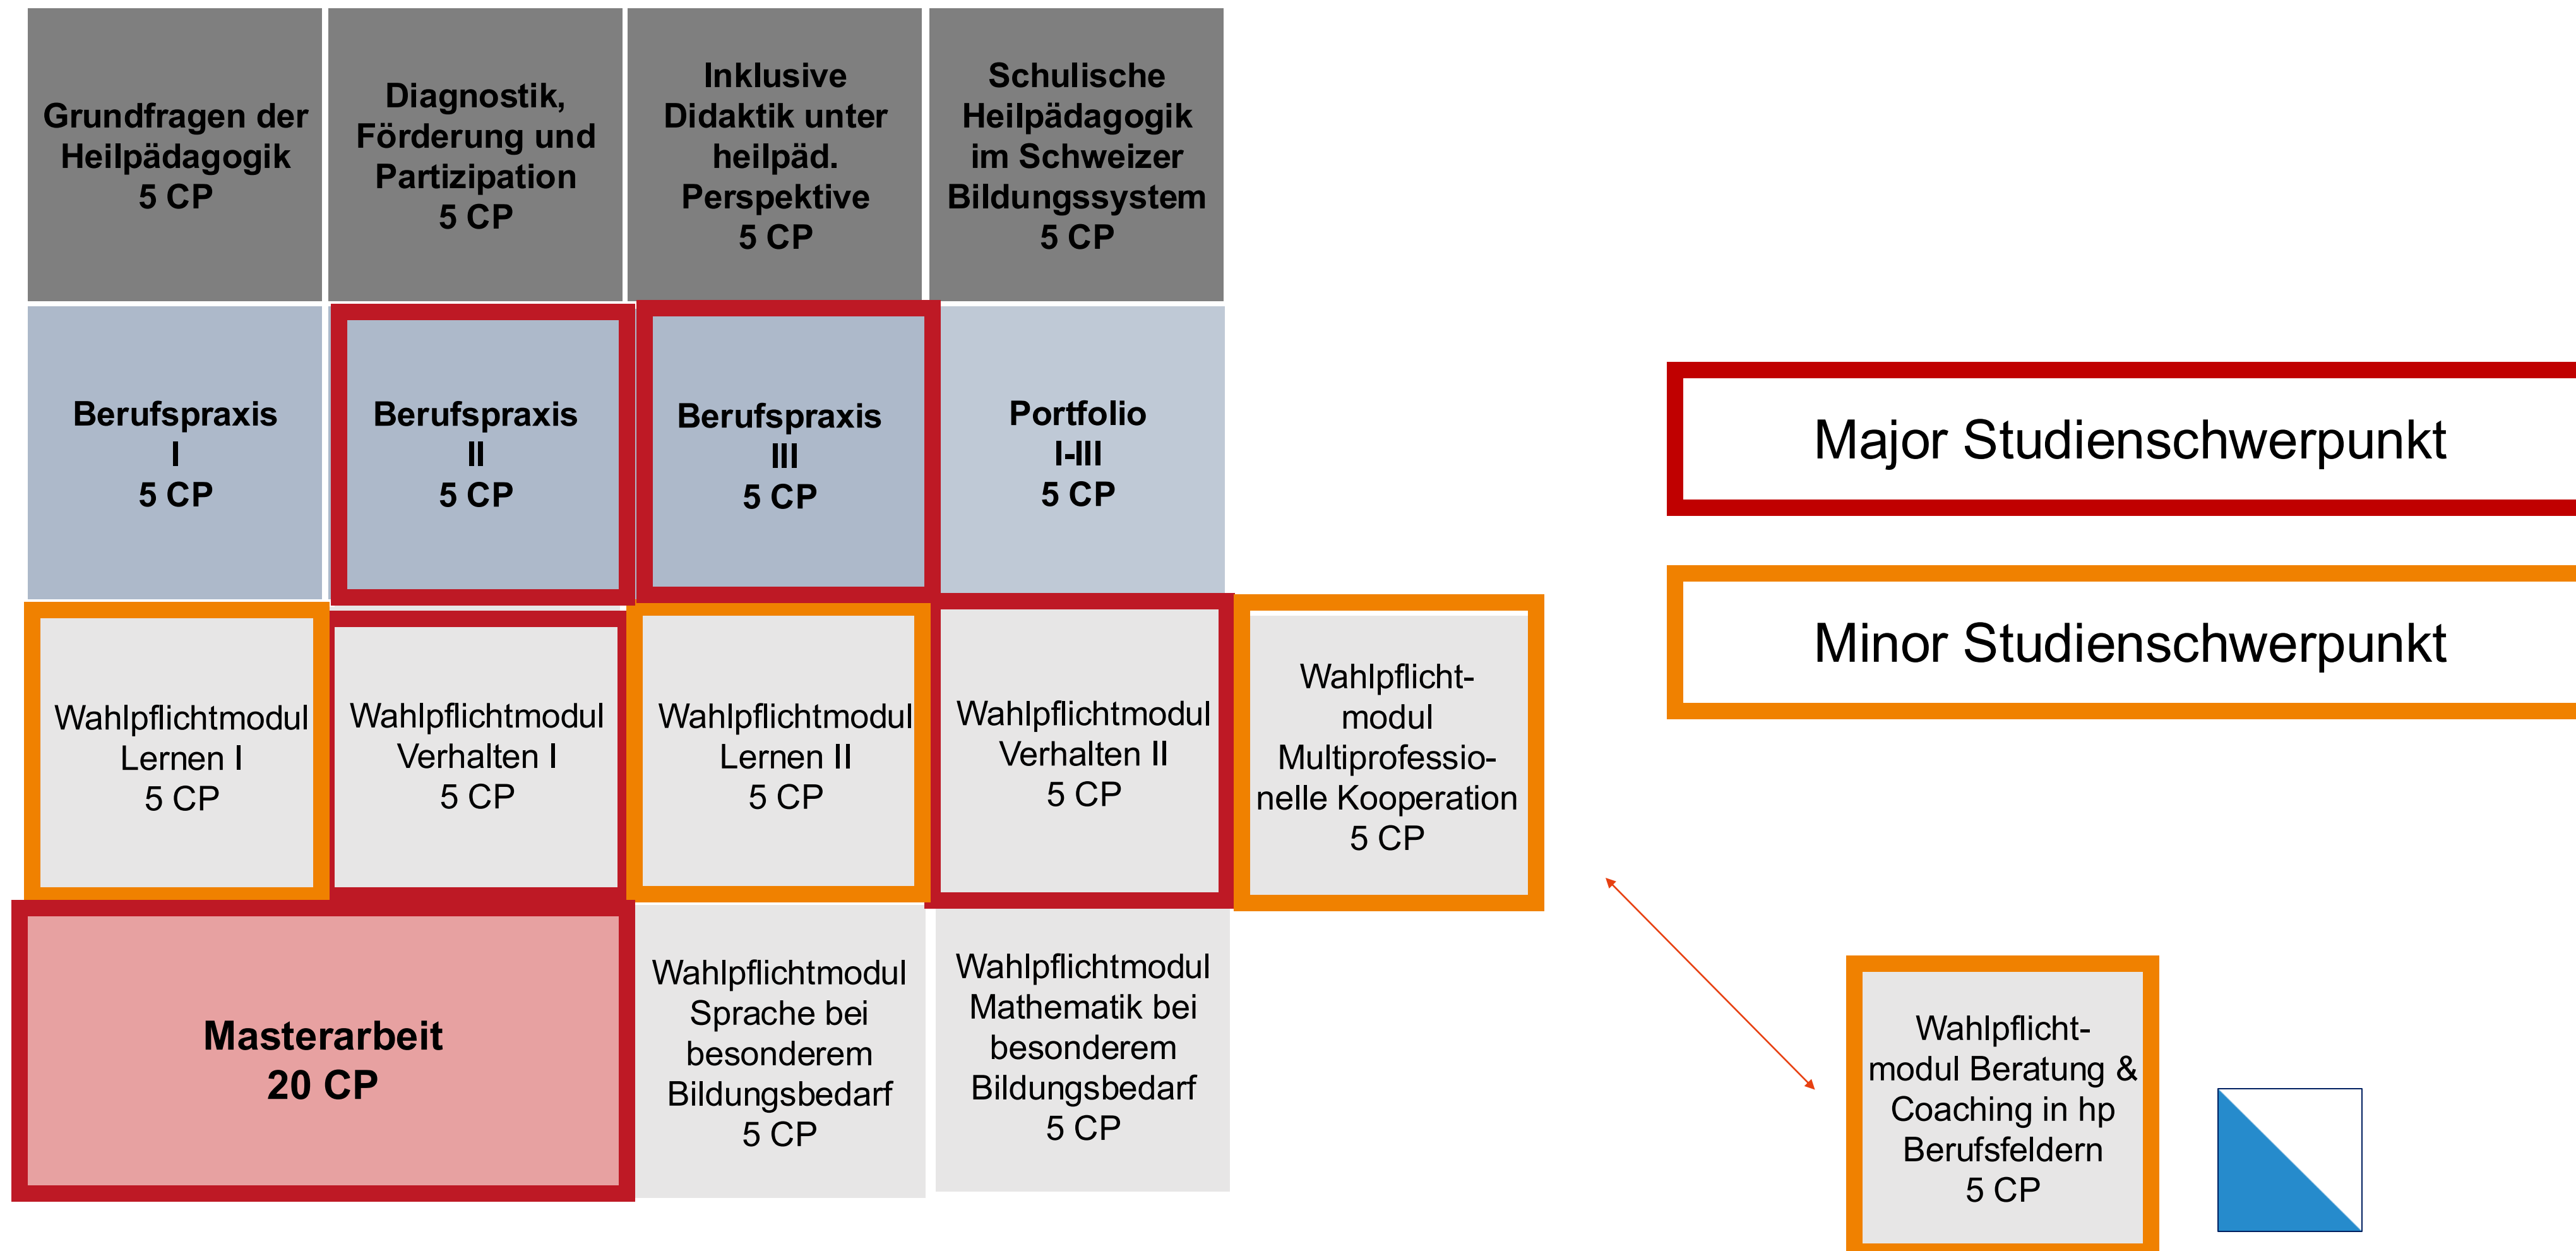 Grundfragen der
Heilpädagogik
5 CP
Diagnostik,
Förderung und
Partizipation
5 CP
Inklusive
Didaktik unter
heilpäd.
Perspektive
5 CP
Schulische
Heilpädagogik
im Schweizer
Bildungssystem
5 CP
Berufspraxis
I
5 CP
Berufspraxis
II
5 CP
Berufspraxis
III
5 CP
Portfolio
I-III
5 CP
Major Studienschwerpunkt
Minor Studienschwerpunkt
Wahlpflichtmodul
Lernen I
5 CP
Wahlpflichtmodul
Verhalten I
5 CP
Wahlpflichtmodul
Lernen II
5 CP
Wahlpflichtmodul
Verhalten II
5 CP
Wahlpflicht-
modul
Multiprofessio-
nelle Kooperation
5 CP
Masterarbeit
20 CP
Wahlpflichtmodul
Sprache bei
besonderem
Bildungsbedarf
5 CP
Wahlpflichtmodul
Mathematik bei
besonderem
Bildungsbedarf
5 CP
Wahlpflicht-
modul Beratung &
Coaching in hp
Berufsfeldern
5 CP